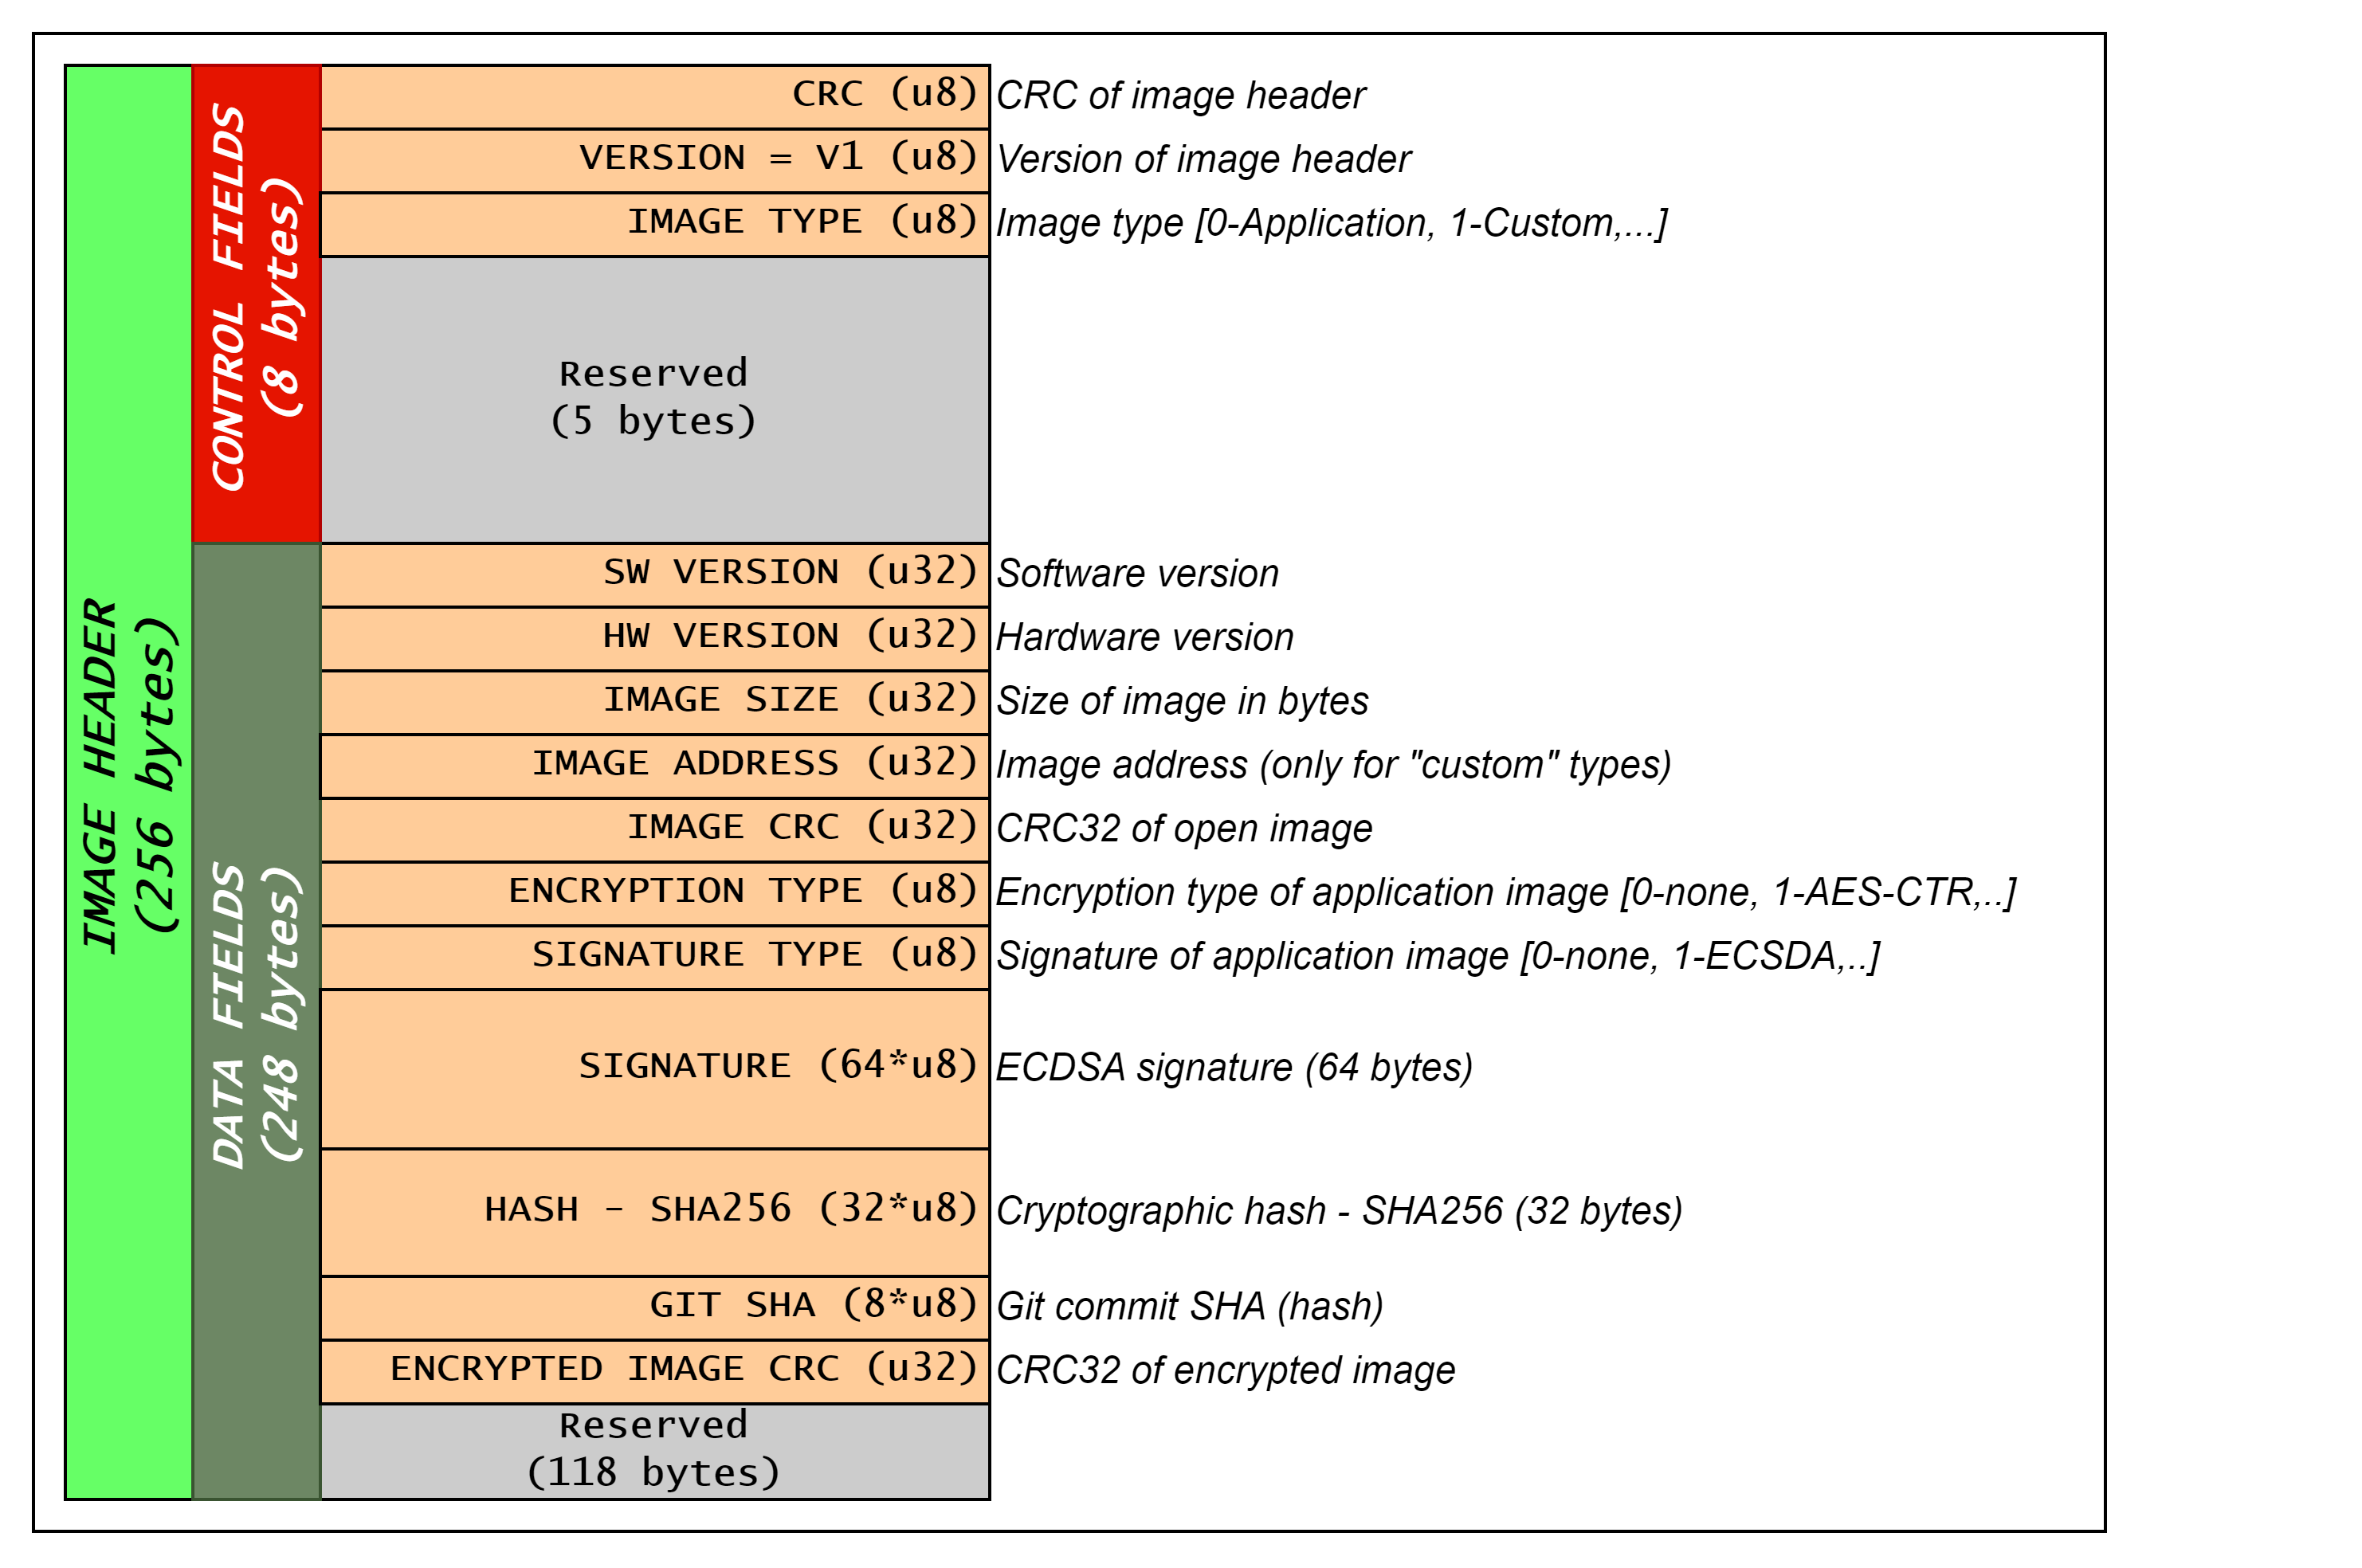 IMAGE HEADER
(256 bytes)
CONTROL FIELDS
(8 bytes)
CRC (u8) CRC of image header
VERSION = V1 (u8) Version of image header
IMAGE TYPE (u8) Image type [0-Application, 1-Custom,...]
Reserved
(5 bytes)
DATA FIELDS
(248 bytes)
SW VERSION (u32) Software version
HW VERSION (u32) Hardware version
IMAGE SIZE (u32) Size of image in bytes
IMAGE ADDRESS (u32) Image address (only for "custom" types)
IMAGE CRC (u32) CRC32 of open image
ENCRYPTION TYPE (u8) Encryption type of application image [0-none, 1-AES-CTR,..]
SIGNATURE TYPE (u8) Signature of application image [0-none, 1-ECSDA,..]
SIGNATURE (64*u8) ECDSA signature (64 bytes)
HASH - SHA256 (32*u8) Cryptographic hash - SHA256 (32 bytes)
GIT SHA (8*u8) Git commit SHA (hash)
ENCRYPTED IMAGE CRC (u32) CRC32 of encrypted image
Reserved
(118 bytes)